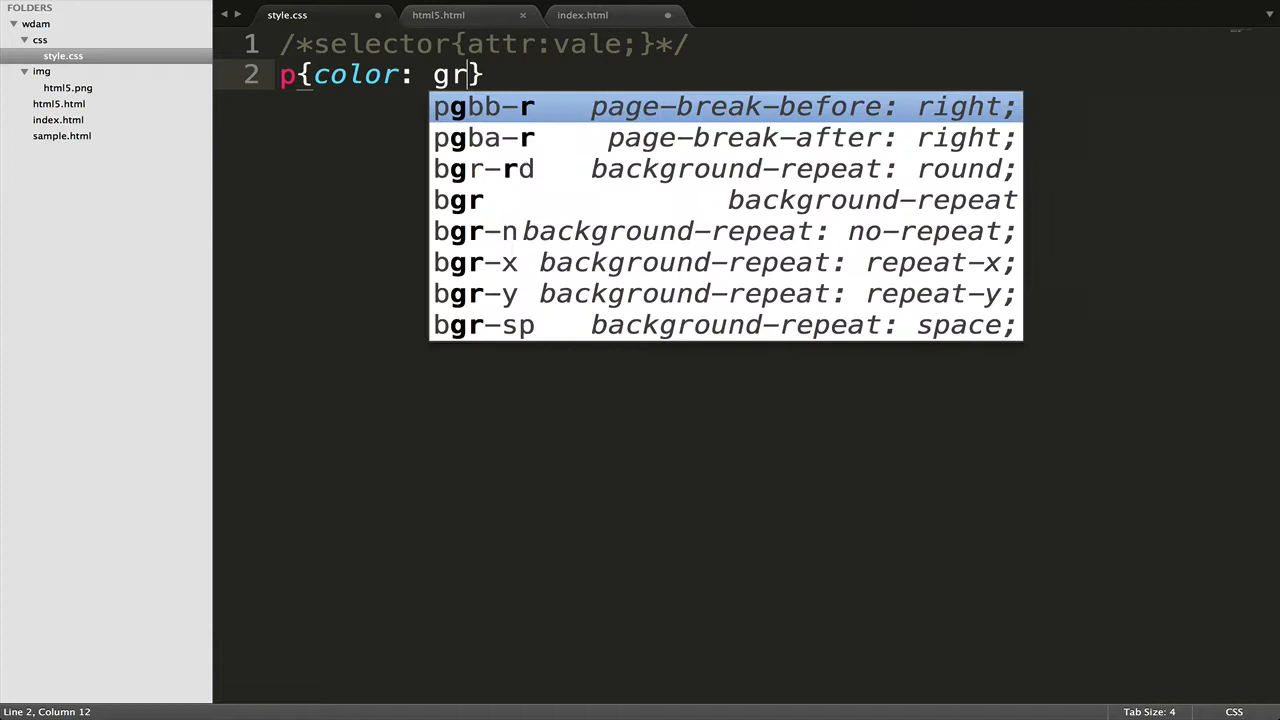 FOLDERS
wdam
css
style.css
img
html5.png
html5.html
index.html
sample.html
style.css
html5.html
index.html
1 /*selector{attr:vale;}*/
2 p{color: gr}
pgbb-r page-break-before: right;
pgba-r page-break-after: right;
bgr-rd background-repeat: round;
bgr background-repeat
bgr-n background-repeat: no-repeat;
bgr-x background-repeat: repeat-x;
bgr-y background-repeat: repeat-y;
bgr-sp background-repeat: space;
Line 2, Column 12 Tab Size: 4 CSS